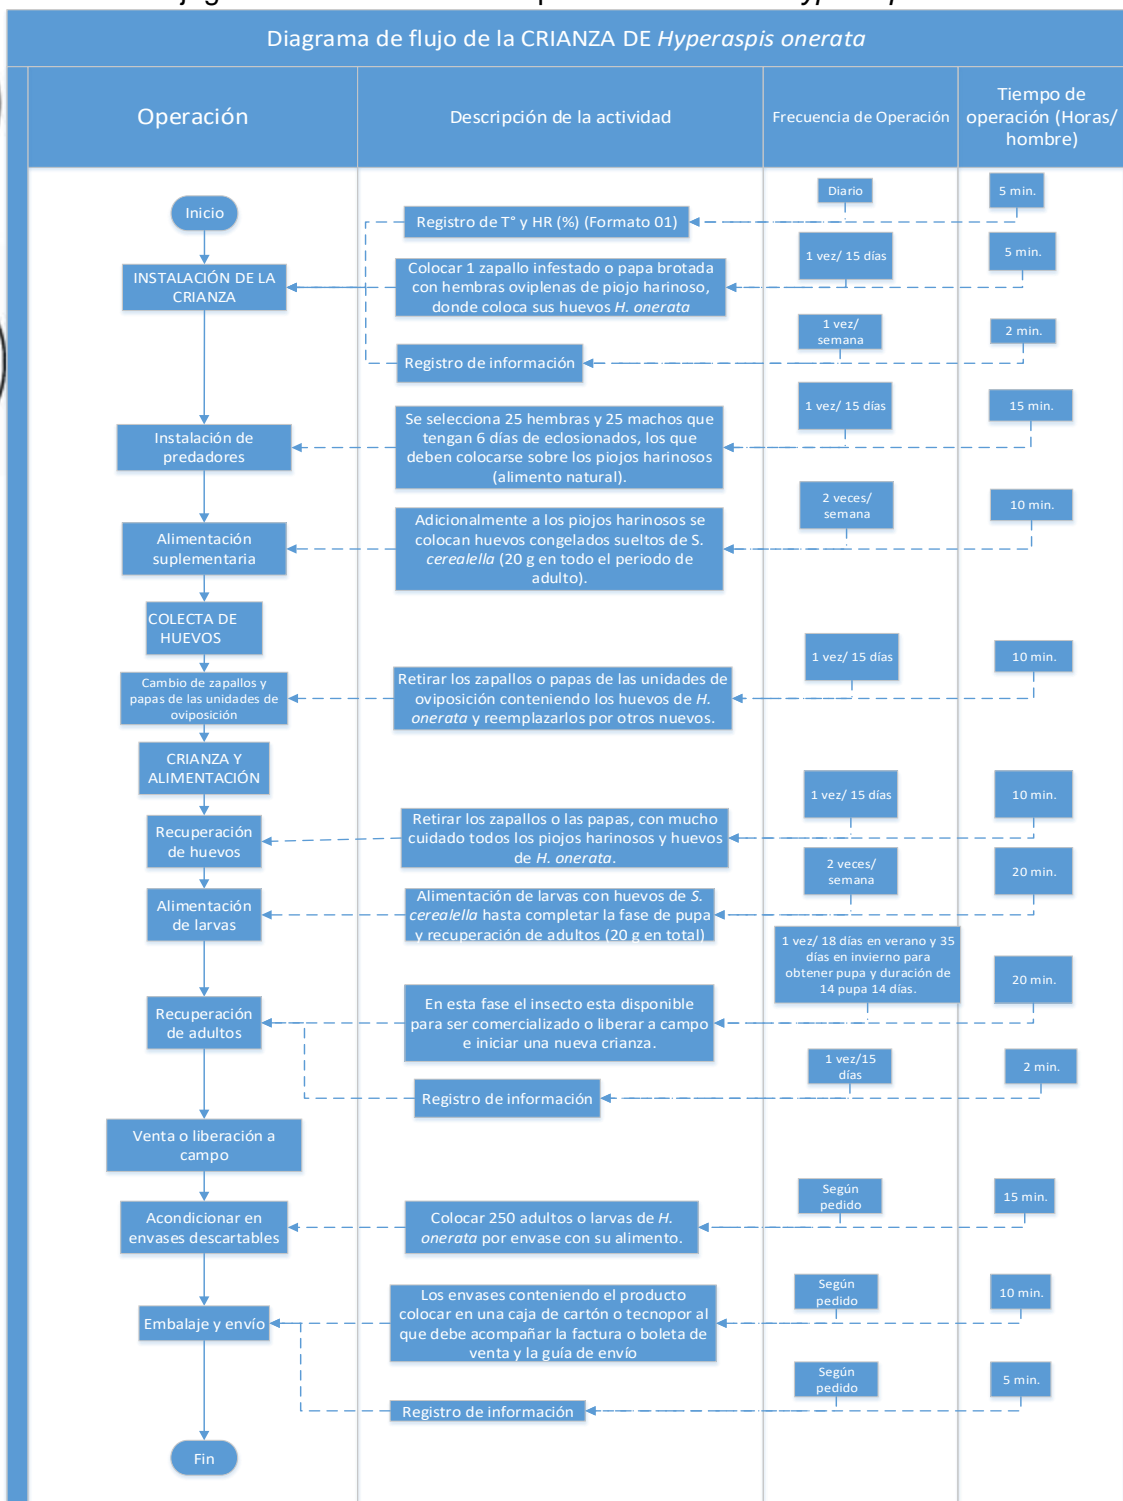 Diagrama de flujo de la CRIANZA DE Hyperaspis onerata
Operación
Descripción de la actividad
Frecuencia de Operación
Tiempo de
operación (Horas/
hombre)
Inicio
Registro de T° y HR (%) (Formato 01)
Diario
5 min.
INSTALACIÓN DE LA
CRIANZA
Colocar 1 zapallo infestado o papa brotada
con hembras oviplenas de piojo harinoso,
donde coloca sus huevos H. onerata
1 vez/ 15 días
5 min.
Registro de información
1 vez/
semana
2 min.
Instalación de
predadores
Se selecciona 25 hembras y 25 machos que
tengan 6 días de eclosionados, los que
deben colocarse sobre los piojos harinosos
(alimento natural).
1 vez/ 15 días
15 min.
Alimentación
suplementaria
Adicionalmente a los piojos harinosos se
colocan huevos congelados sueltos de S.
cerealella (20 g en todo el periodo de
adulto).
2 veces/
semana
10 min.
COLECTA DE
HUEVOS
Cambio de zapallos y
papas de las unidades de
oviposición
Retirar los zapallos o papas de las unidades de
oviposición conteniendo los huevos de H.
onerata y reemplazarlos por otros nuevos.
1 vez/ 15 días
10 min.
CRIANZA Y
ALIMENTACIÓN
Recuperación
de huevos
Retirar los zapallos o las papas, con mucho
cuidado todos los piojos harinosos y huevos
de H. onerata.
1 vez/ 15 días
10 min.
Alimentación
de larvas
Alimentación de larvas con huevos de S.
cerealella hasta completar la fase de pupa
y recuperación de adultos (20 g en total)
2 veces/
semana
20 min.
Recuperación
de adultos
En esta fase el insecto esta disponible
para ser comercializado o liberar a campo
e iniciar una nueva crianza.
1 vez/ 18 días en verano y 35
días en invierno para
obtener pupa y duración de
14 pupa 14 días.
20 min.
Registro de información
1 vez/15
días
2 min.
Venta o liberación a
campo
Acondicionar en
envases descartables
Colocar 250 adultos o larvas de H.
onerata por envase con su alimento.
Según
pedido
15 min.
Embalaje y envío
Los envases conteniendo el producto
colocar en una caja de cartón o tecnopor al
que debe acompañar la factura o boleta de
venta y la guía de envío
Según
pedido
10 min.
Registro de información
Según
pedido
5 min.
Fin